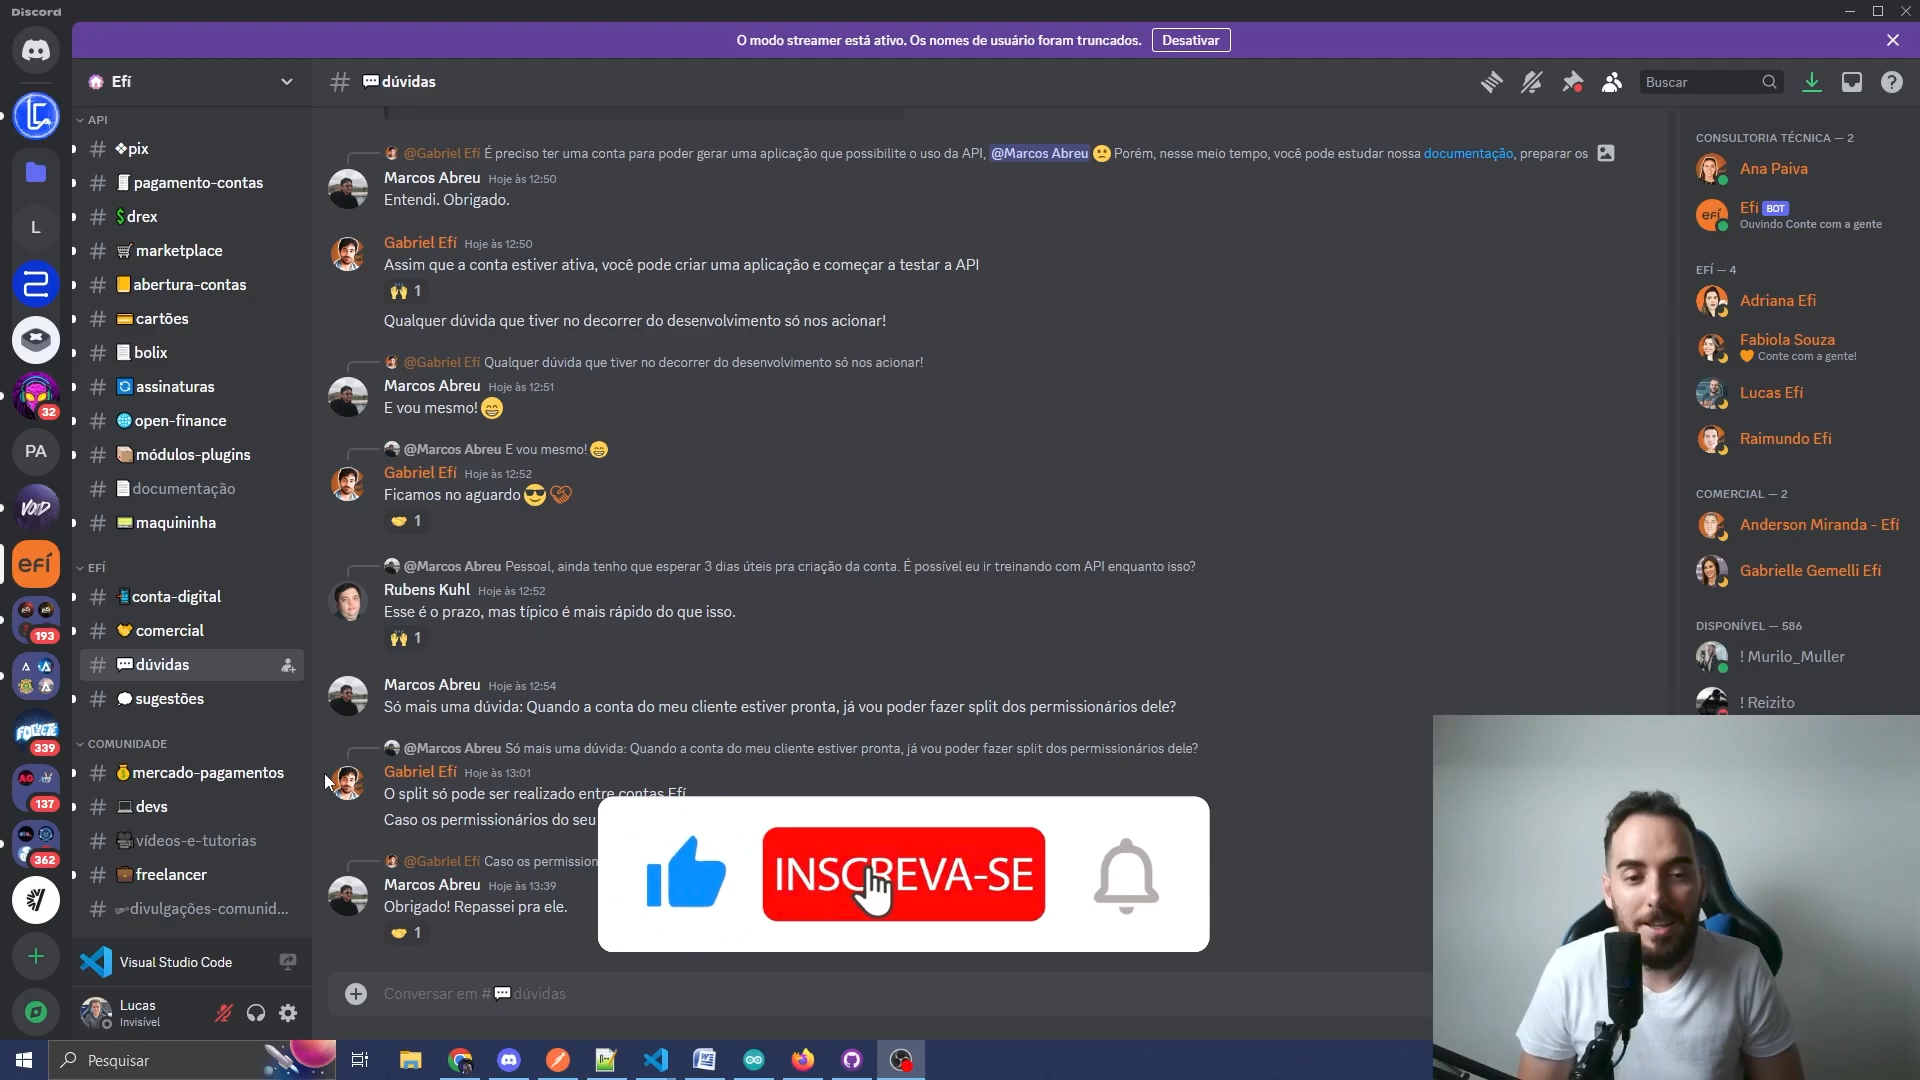 Discord
O modo streamer está ativo. Os nomes de usuário foram truncados.
Desativar
Efí
API
pix
pagamento-contas
drex
marketplace
abertura-contas
cartões
bolix
assinaturas
open-finance
módulos-plugins
documentação
maquininha
EFÍ
conta-digital
comercial
dúvidas
sugestões
COMUNIDADE
mercado-pagamentos
devs
vídeos-e-tutorias
freelancer
divulgações-comunid...
Visual Studio Code
Lucas
Invisível
L
PA
VOID
efí
32
193
339
137
362
# dúvidas
Buscar
@Gabriel Efí É preciso ter uma conta para poder gerar uma aplicação que possibilite o uso da API, @Marcos Abreu Porém, nesse meio tempo, você pode estudar nossa documentação, preparar os
Marcos Abreu Hoje às 12:50
Entendi. Obrigado.
Gabriel Efí Hoje às 12:50
Assim que a conta estiver ativa, você pode criar uma aplicação e começar a testar a API
1
Qualquer dúvida que tiver no decorrer do desenvolvimento só nos acionar!
@Gabriel Efí Qualquer dúvida que tiver no decorrer do desenvolvimento só nos acionar!
Marcos Abreu Hoje às 12:51
E vou mesmo!
@Marcos Abreu E vou mesmo!
Gabriel Efí Hoje às 12:52
Ficamos no aguardo
1
@Marcos Abreu Pessoal, ainda tenho que esperar 3 dias úteis pra criação da conta. É possível eu ir treinando com API enquanto isso?
Rubens Kuhl Hoje às 12:52
Esse é o prazo, mas típico é mais rápido do que isso.
1
Marcos Abreu Hoje às 12:54
Só mais uma dúvida: Quando a conta do meu cliente estiver pronta, já vou poder fazer split dos permissionários dele?
@Marcos Abreu Só mais uma dúvida: Quando a conta do meu cliente estiver pronta, já vou poder fazer split dos permissionários dele?
Gabriel Efí Hoje às 13:01
O split só pode ser realizado entre contas Efí
Caso os permissionários do seu
@Gabriel Efí Caso os permission
Marcos Abreu Hoje às 13:39
Obrigado! Repassei pra ele.
1
INSCREVA-SE
Conversar em # dúvidas
CONSULTORIA TÉCNICA — 2
Ana Paiva
Efí BOT
Ouvindo Conte com a gente
EFÍ — 4
Adriana Efi
Fabiola Souza
Conte com a gente!
Lucas Efí
Raimundo Efí
COMERCIAL — 2
Anderson Miranda - Efí
Gabrielle Gemelli Efí
DISPONÍVEL — 586
! Murilo_Muller
! Reizito
Pesquisar